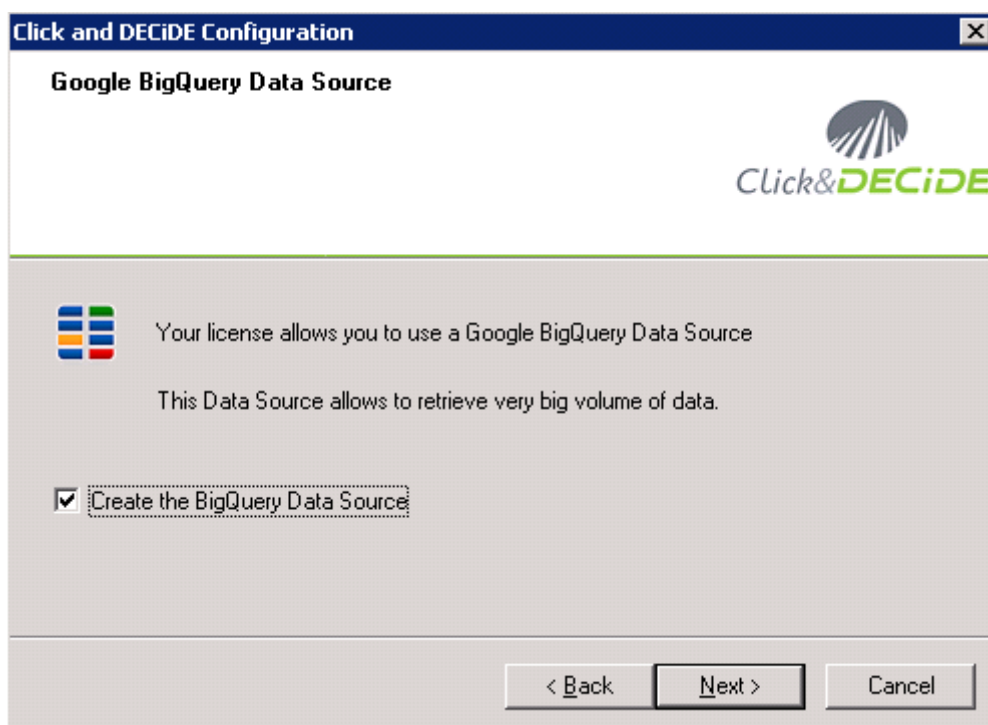 Click and DECiDE Configuration
Google BigQuery Data Source
Click&DECiDE
Your license allows you to use a Google BigQuery Data Source
This Data Source allows to retrieve very big volume of data.
Create the BigQuery Data Source
< Back
Next >
Cancel